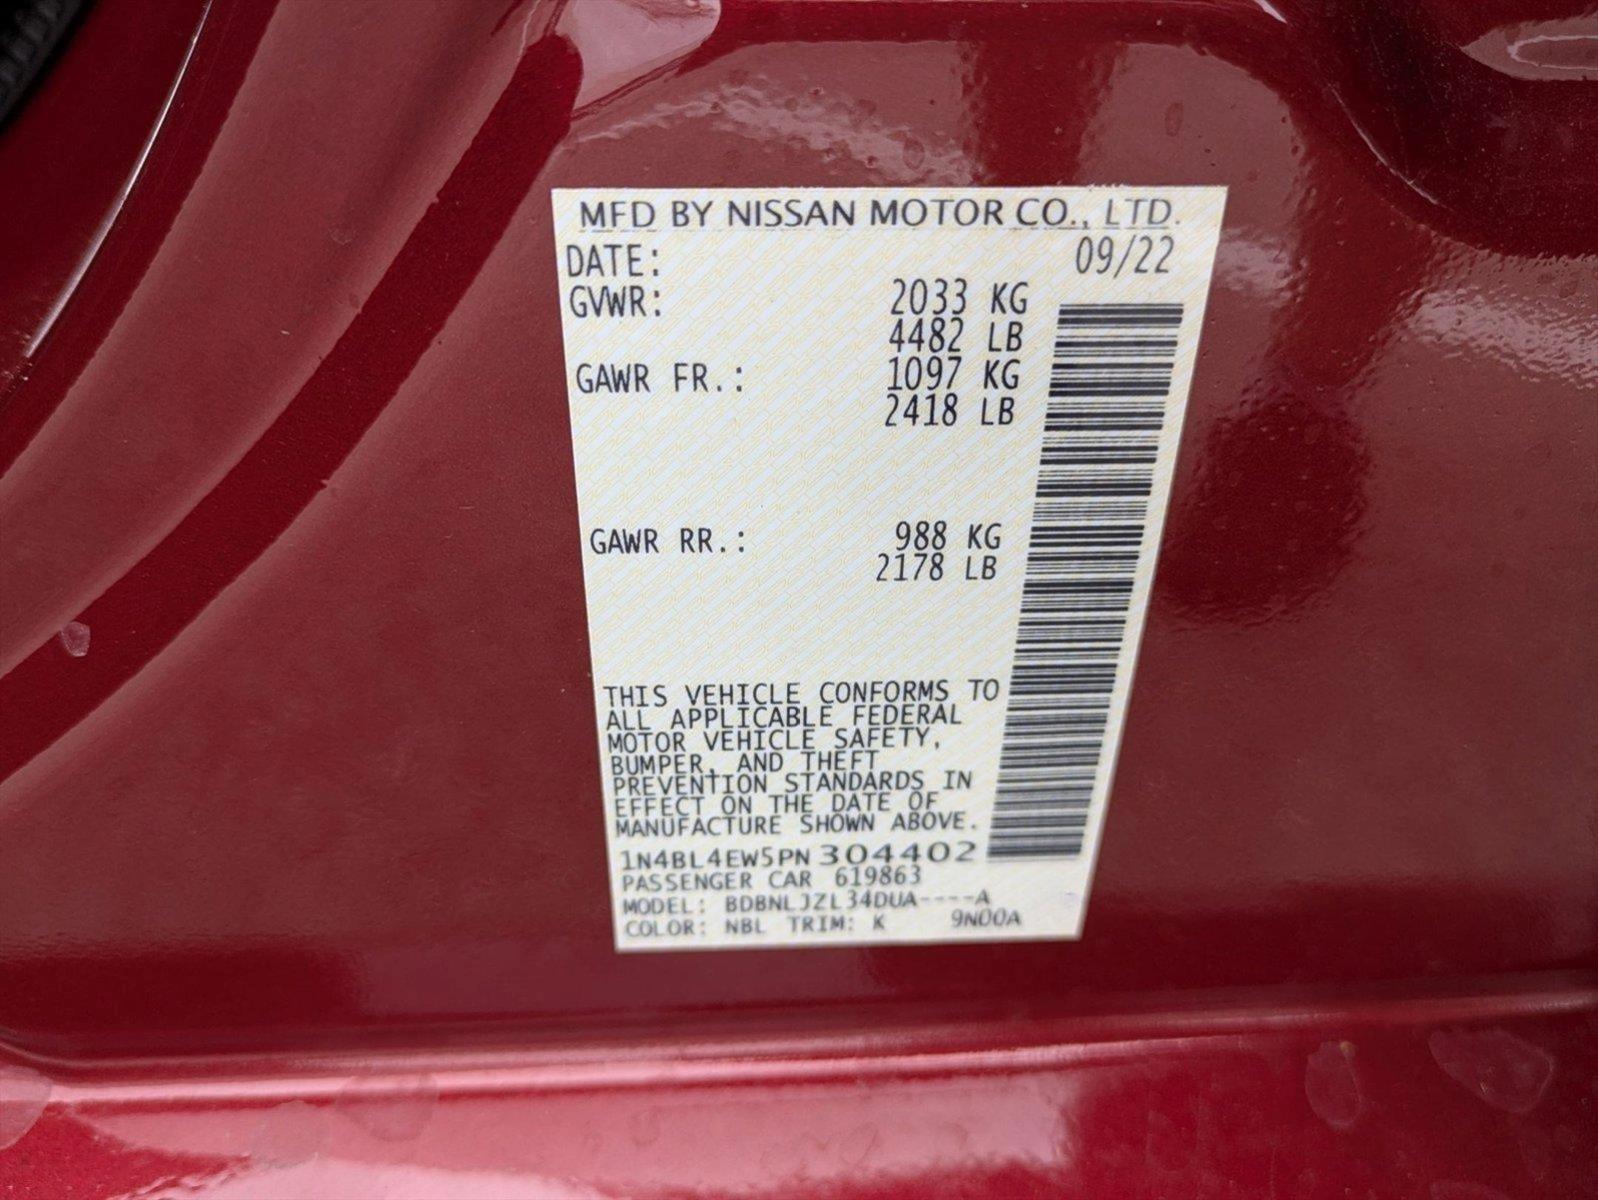 MFD BY NISSAN MOTOR CO., LTD.
DATE: 09/22
GVWR: 2033 KG
4482 LB
GAWR FR.: 1097 KG
2418 LB
GAWR RR.: 988 KG
2178 LB
THIS VEHICLE CONFORMS TO
ALL APPLICABLE FEDERAL
MOTOR VEHICLE SAFETY,
BUMPER, AND THEFT
PREVENTION STANDARDS IN
EFFECT ON THE DATE OF
MANUFACTURE SHOWN ABOVE.
1N4BL4EW5PN304402
PASSENGER CAR 619863
MODEL: BDBNLJZL34DUA----A
COLOR: NBL TRIM: K 9N00A